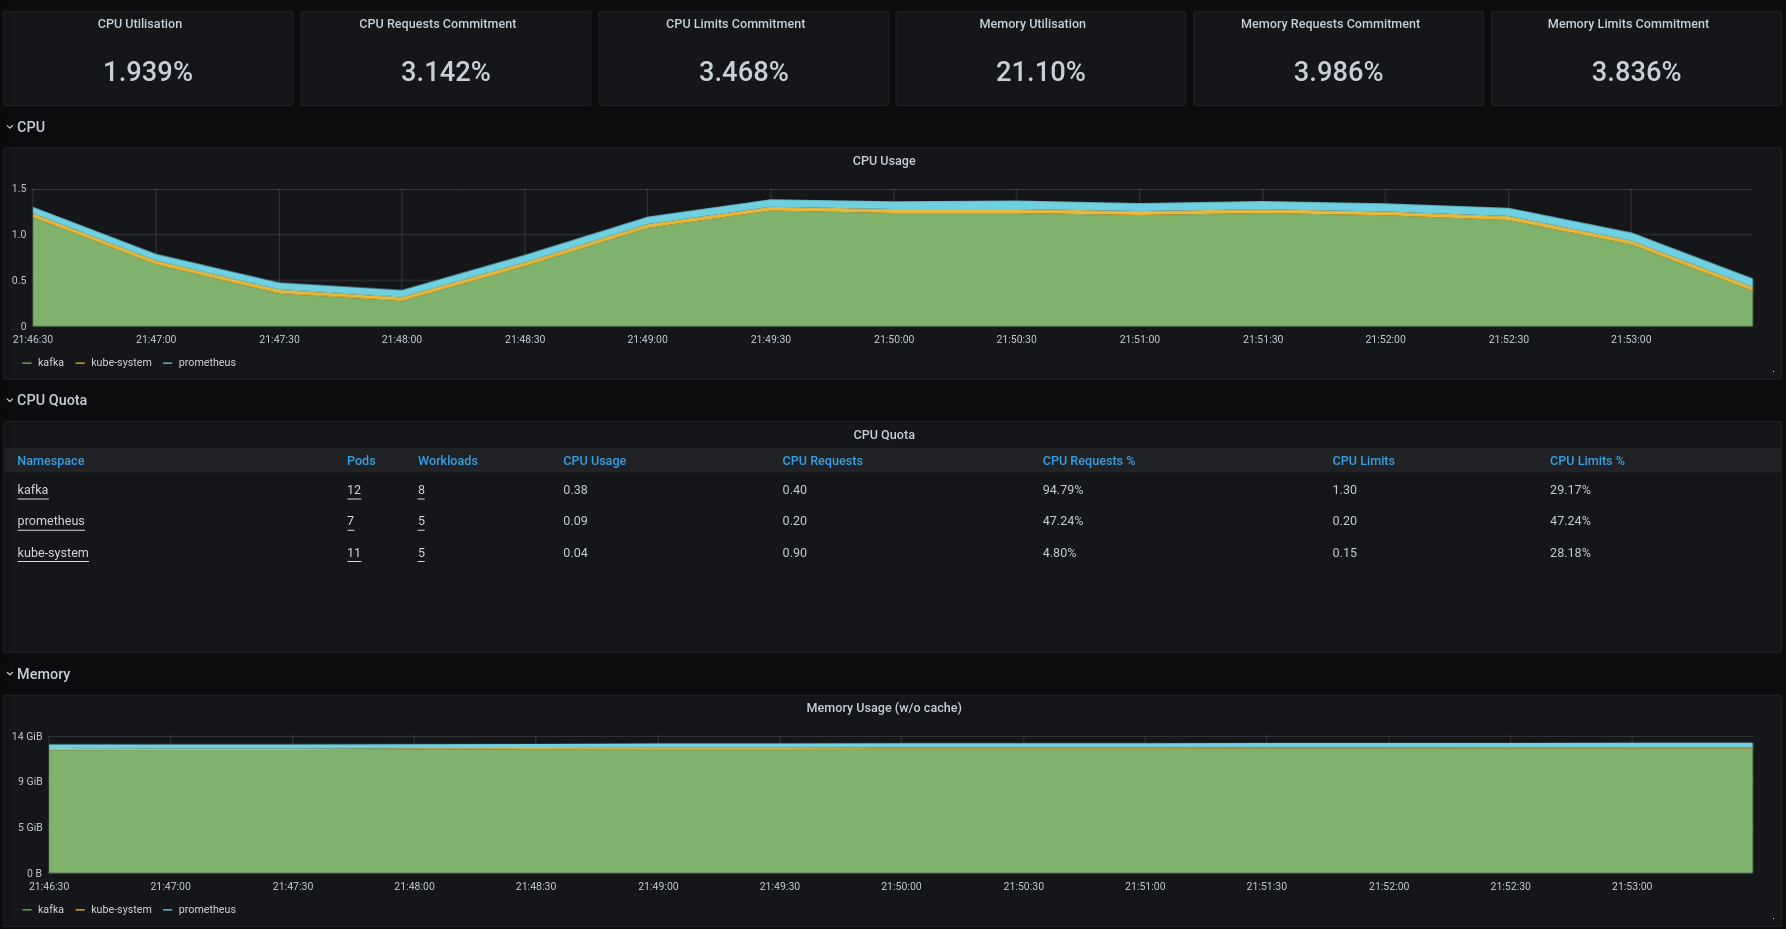 CPU Utilisation CPU Requests Commitment CPU Limits Commitment Memory Utilisation Memory Requests Commitment Memory Limits Commitment
1.939% 3.142% 3.468% 21.10% 3.986% 3.836%
CPU
CPU Usage
1.5
1.0
0.5
0
21:46:30 21:47:00 21:47:30 21:48:00 21:48:30 21:49:00 21:49:30 21:50:00 21:50:30 21:51:00 21:51:30 21:52:00 21:52:30 21:53:00
kafka kube-system prometheus
CPU Quota
CPU Quota
Namespace Pods Workloads CPU Usage CPU Requests CPU Requests % CPU Limits CPU Limits %
kafka 12 8 0.38 0.40 94.79% 1.30 29.17%
prometheus 7 5 0.09 0.20 47.24% 0.20 47.24%
kube-system 11 5 0.04 0.90 4.80% 0.15 28.18%
Memory
Memory Usage (w/o cache)
14 GiB
9 GiB
5 GiB
0 B
21:46:30 21:47:00 21:47:30 21:48:00 21:48:30 21:49:00 21:49:30 21:50:00 21:50:30 21:51:00 21:51:30 21:52:00 21:52:30 21:53:00
kafka kube-system prometheus